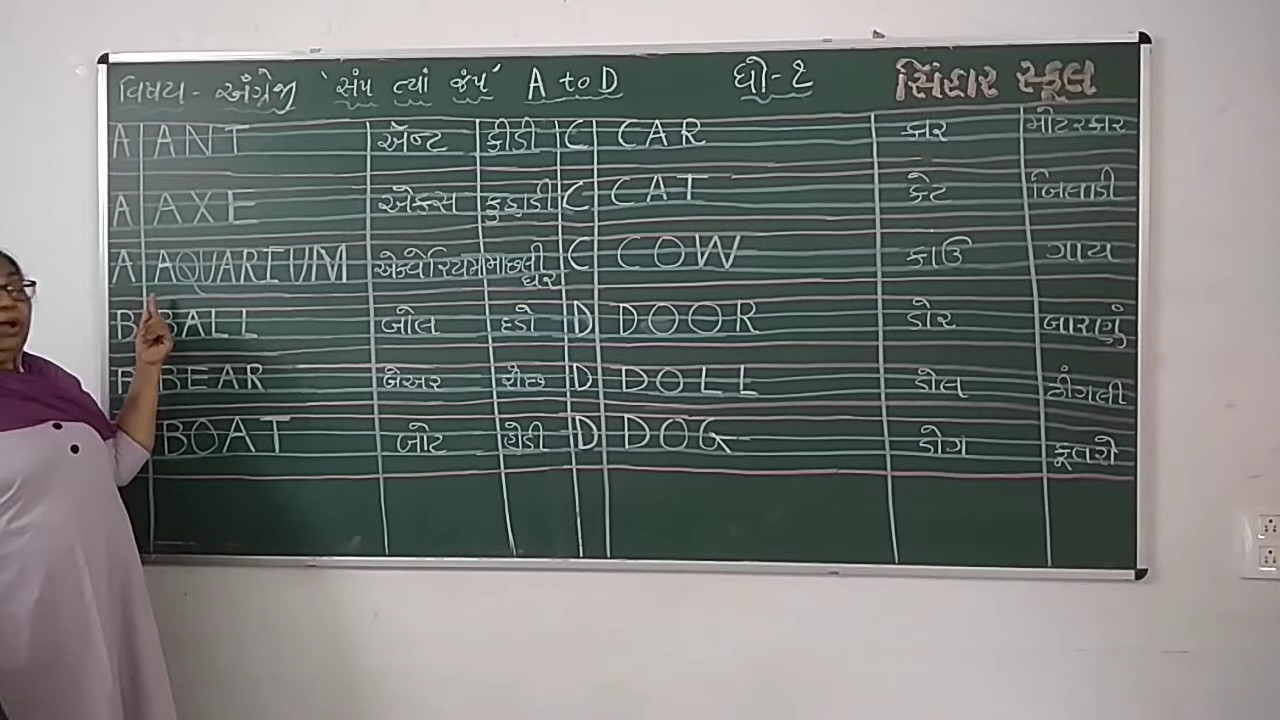 વિષય - અંગ્રેજી 'સંપ ત્યાં જંપ' A to D ધો-૧ સિંહાર સ્કૂલ
A ANT એન્ટ કીડી C CAR કાર મોટરકાર
A AXE એક્સ કુહાડી C CAT કેટ બિલાડી
A AQUARIUM એક્વેરિયમ માછલી ઘર C COW કાઉ ગાય
B BALL બોલ દડો D DOOR ડોર બારણું
B BEAR બેઅર રીંછ D DOLL ડોલ ઢીંગલી
BOAT બોટ હોડી D DOG ડોગ કૂતરો